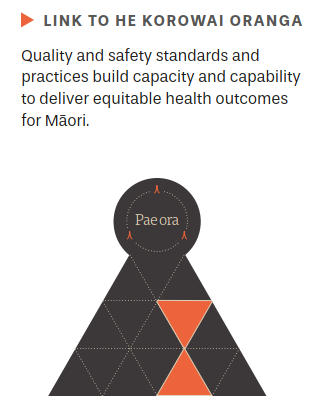 LINK TO HE KOROWAI ORANGA
Quality and safety standards and
practices build capacity and capability
to deliver equitable health outcomes
for Māori.
Pae ora